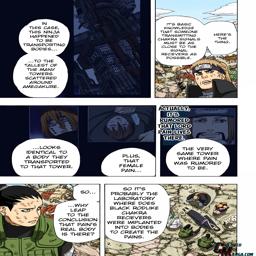 IN
THIS CASE,
THIS NINJA
HAPPENED
TO BE
TRANSPORTING
BODIES...
...TO THE
TALLEST OF
THE MANY
TOWERS
SCATTERED
AROUND
AMEGAKURE.
HERE'S
THE
THING.
IT'S BASIC
KNOWLEDGE
THAT SOMEONE
TRANSMITTING
CHAKRA SIGNALS
MUST BE AS
CLOSE TO THE
SIGNAL
RECEIVERS AS
POSSIBLE.
ACTUALLY,
IT'S
RUMORED
THAT LORD
PAIN LIVES
THERE.
THE VERY
SAME TOWER
WHERE PAIN
WAS RUMORED
TO BE.
PLUS,
THAT
FEMALE
PAIN...
...LOOKS
IDENTICAL TO
A BODY THEY
TRANSPORTED TO
THAT TOWER.
SO...
...WHY
LEAP TO
THE
CONCLUSION
THAT PAIN'S
REAL BODY
IS THERE?
SO IT'S
PROBABLY THE
LABORATORY
WHERE DOES
BLACK RODLIKE
CHAKRA
RECEIVERS
WERE IMPLANTED
INTO BODIES
TO CREATE
THE PAINS.